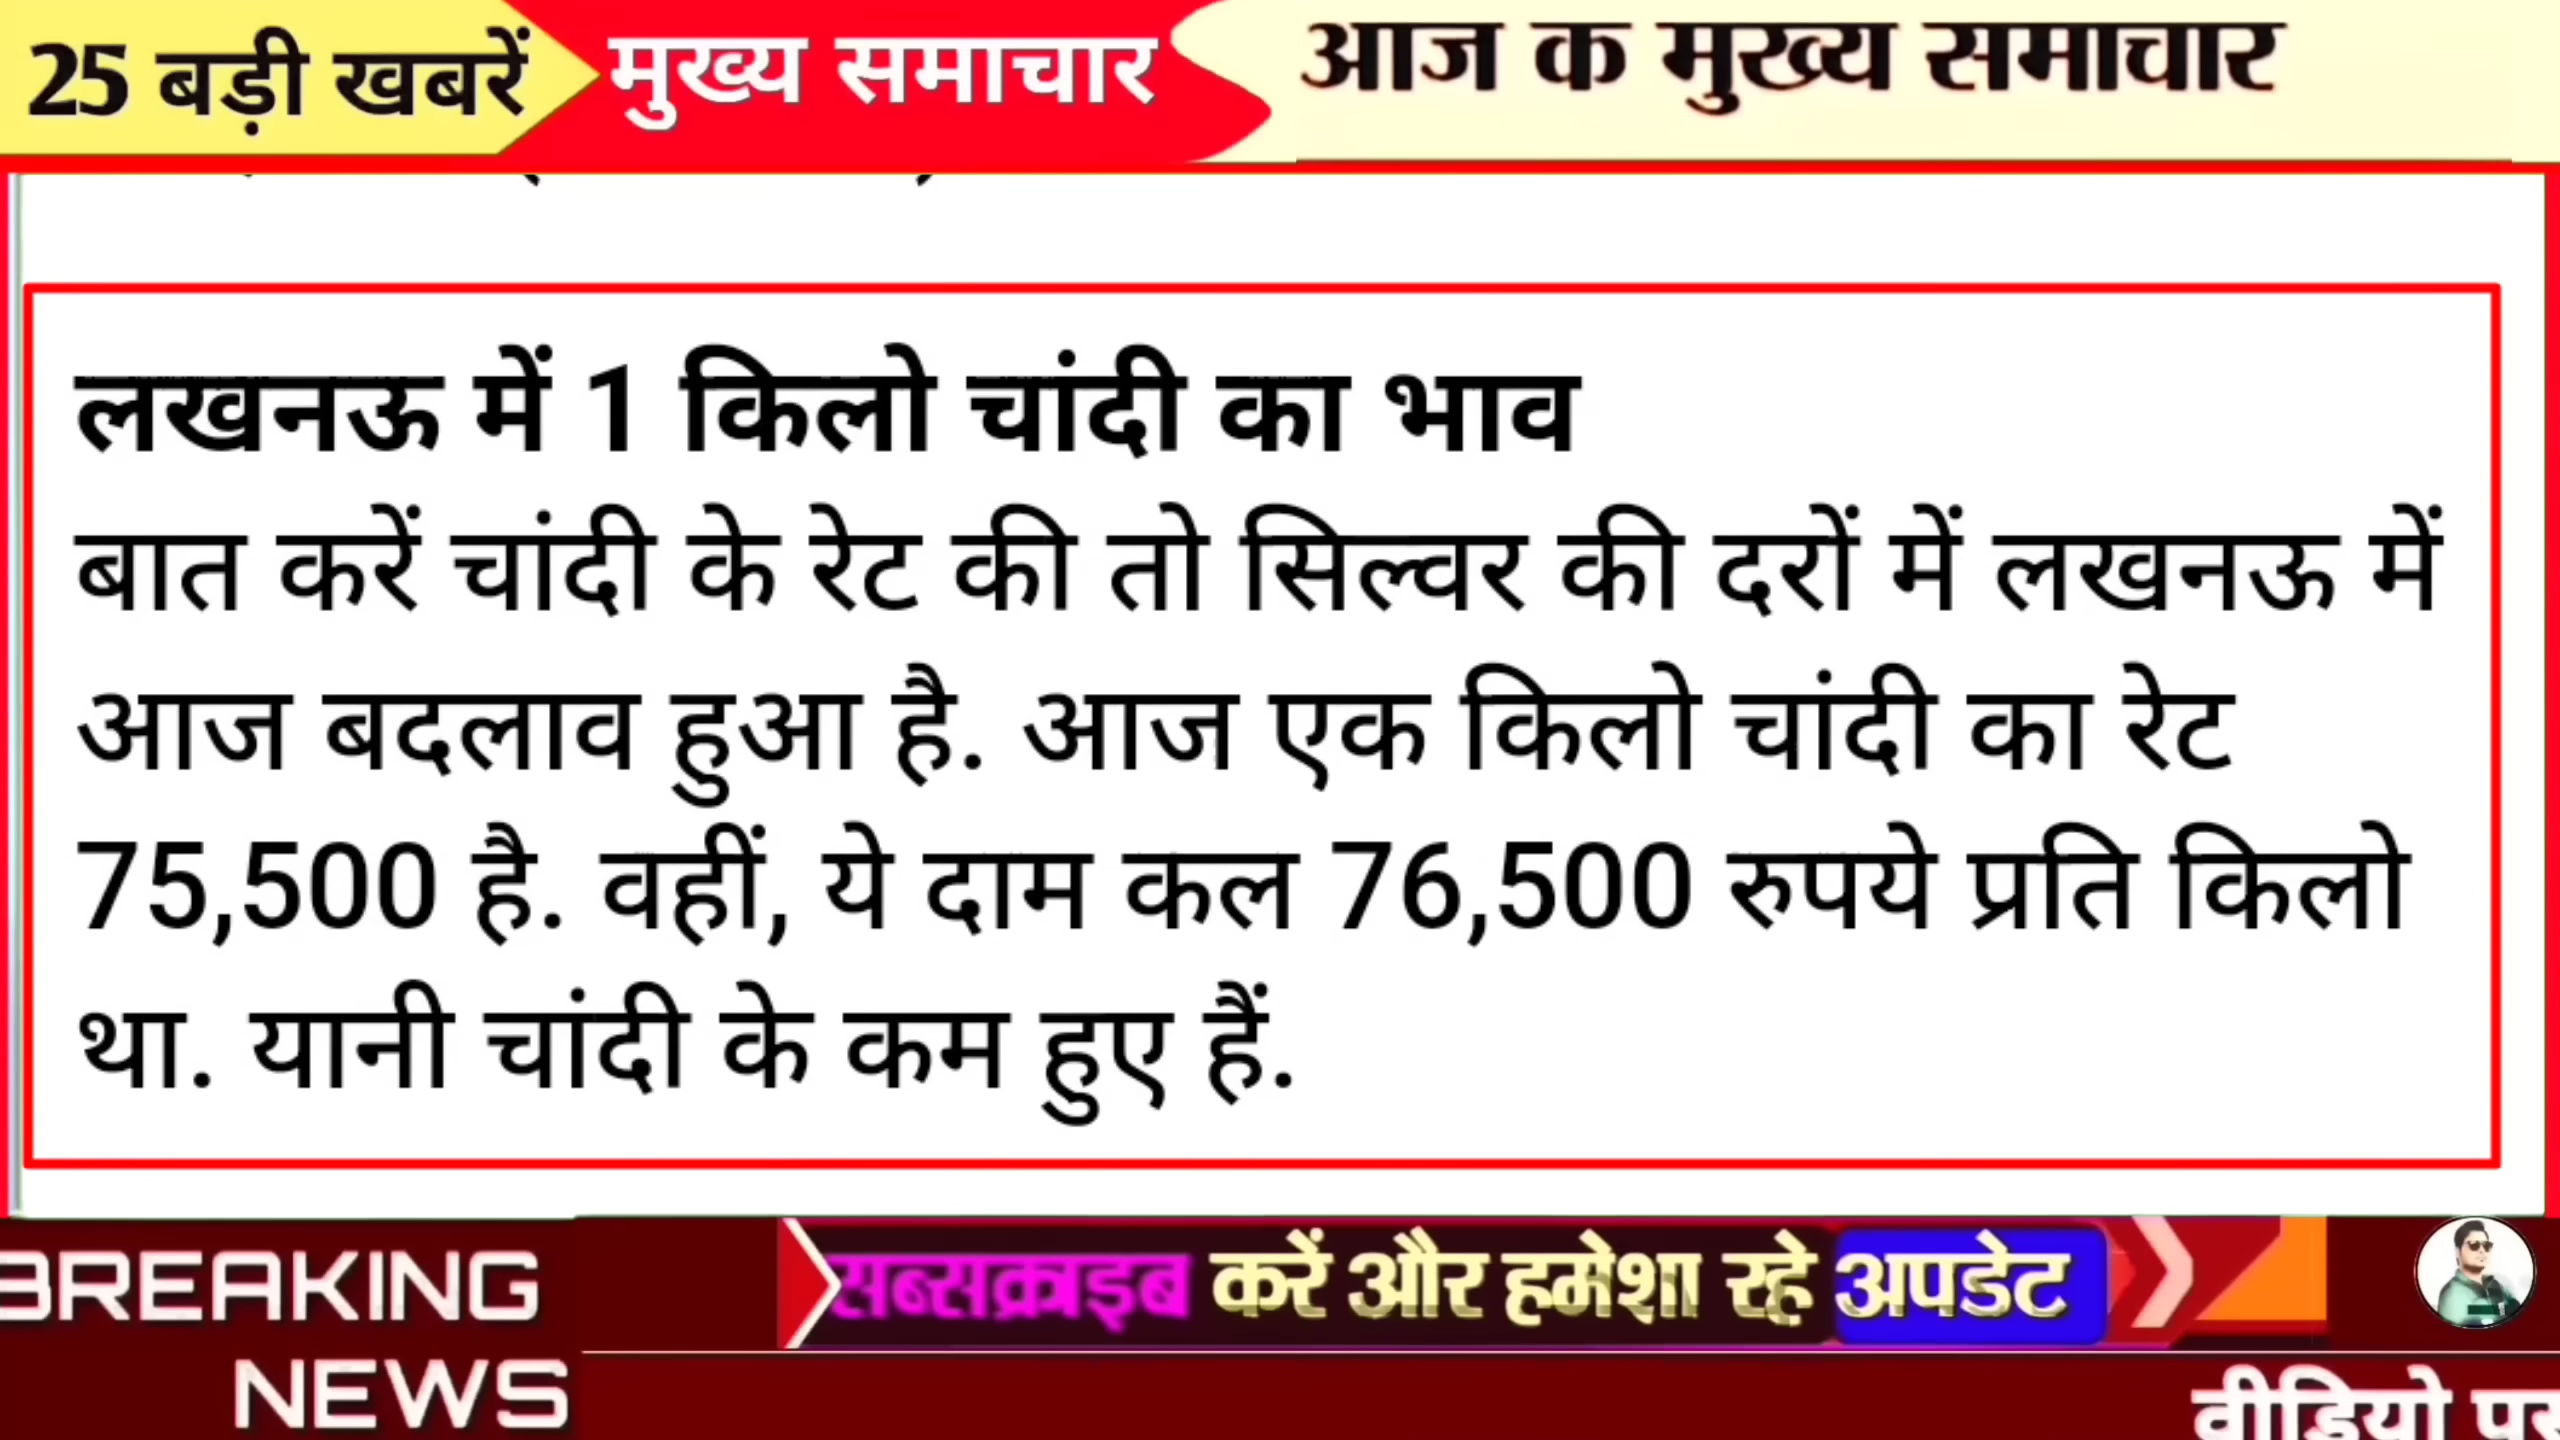 25 बड़ी खबरें
मुख्य समाचार
आज क मुख्य समाचार
लखनऊ में 1 किलो चांदी का भाव
बात करें चांदी के रेट की तो सिल्वर की दरों में लखनऊ में
आज बदलाव हुआ है. आज एक किलो चांदी का रेट
75,500 है. वहीं, ये दाम कल 76,500 रुपये प्रति किलो
था. यानी चांदी के कम हुए हैं.
BREAKING
NEWS
सब्सक्राइब करें और हमेशा रहे अपडेट
वीडियो